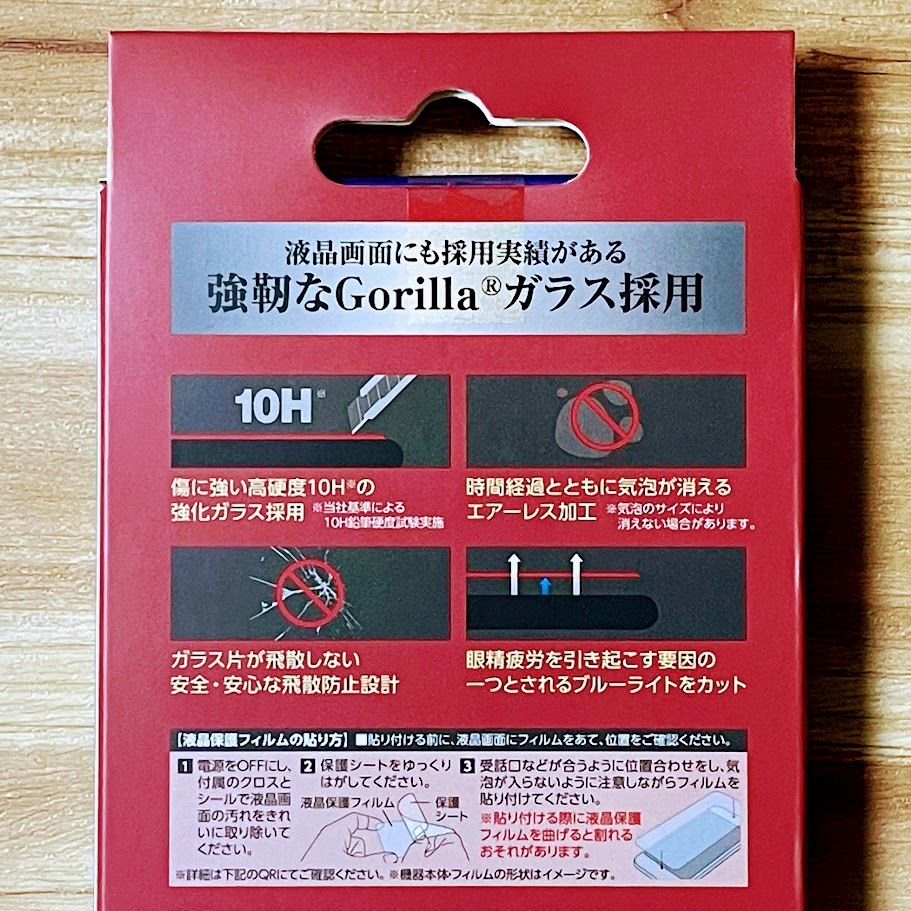 液晶画面にも採用実績がある
強靭なGorilla®ガラス採用
10H※
傷に強い高硬度10H※の
強化ガラス採用 ※当社基準による
10H鉛筆硬度試験実施
時間経過とともに気泡が消える
エアーレス加工 ※気泡のサイズにより
消えない場合があります。
ガラス片が飛散しない
安全・安心な飛散防止設計
眼精疲労を引き起こす要因の
一つとされるブルーライトをカット
【液晶保護フィルムの貼り方】 ■貼り付ける前に、液晶画面にフィルムをあて、位置をご確認ください。
1 電源をOFFにし、
付属のクロスと
シールで液晶画
面の汚れをきれ
いに取り除いて
ください。
2 保護シートをゆっくり
はがしてください。
液晶保護フィルム
保護
シート
3 受話口などが合うように位置合わせをし、気
泡が入らないように注意しながらフィルムを
貼り付けてください。
※貼り付ける際に液晶保護
フィルムを曲げると割れる
おそれがあります。
※詳細は下記のQRにてご確認ください。※機器本体・フィルムの形状はイメージです。